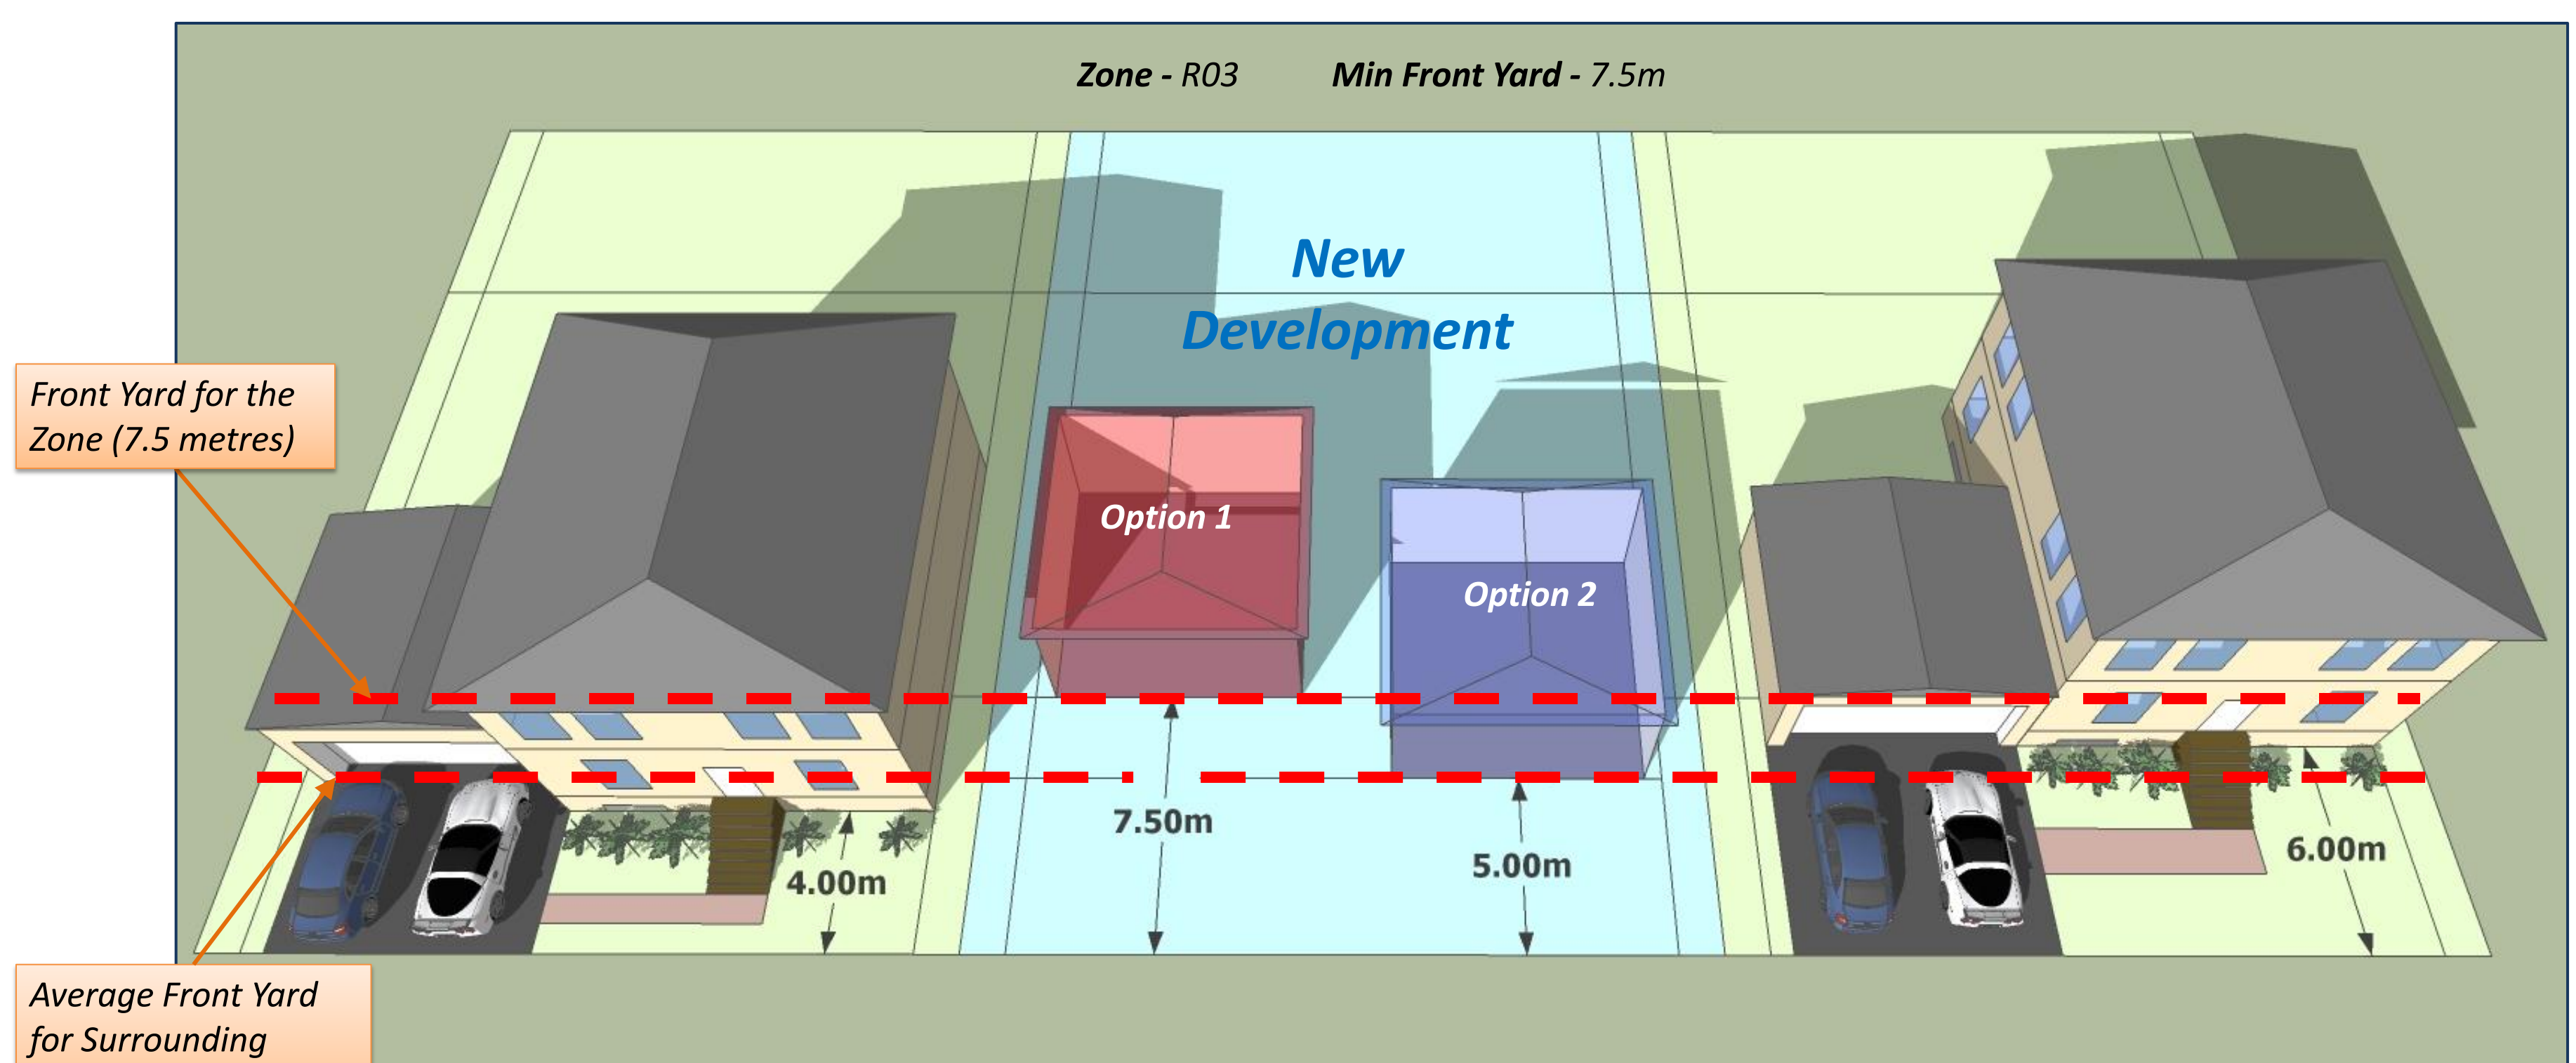 Zone - R03 Min Front Yard - 7.5m
New
Development
Front Yard for the
Zone (7.5 metres)
Option 1
Option 2
7.50m
5.00m
4.00m
6.00m
Average Front Yard
for Surrounding